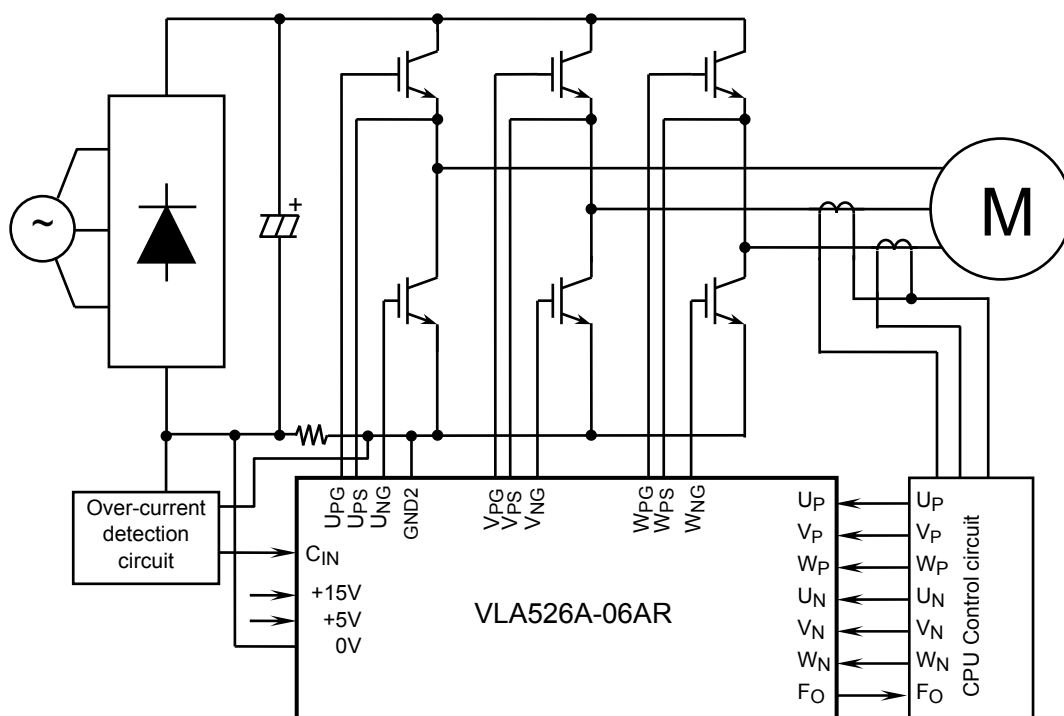 +
~
M
UPG
UPS
UNG
GND2
VPG
VPS
VNG
WPG
WPS
WNG
Over-current
detection
circuit
CIN
+15V
+5V
0V
VLA526A-06AR
UP
VP
WP
UN
VN
WN
FO
UP
VP
WP
UN
VN
WN
FO
CPU Control circuit